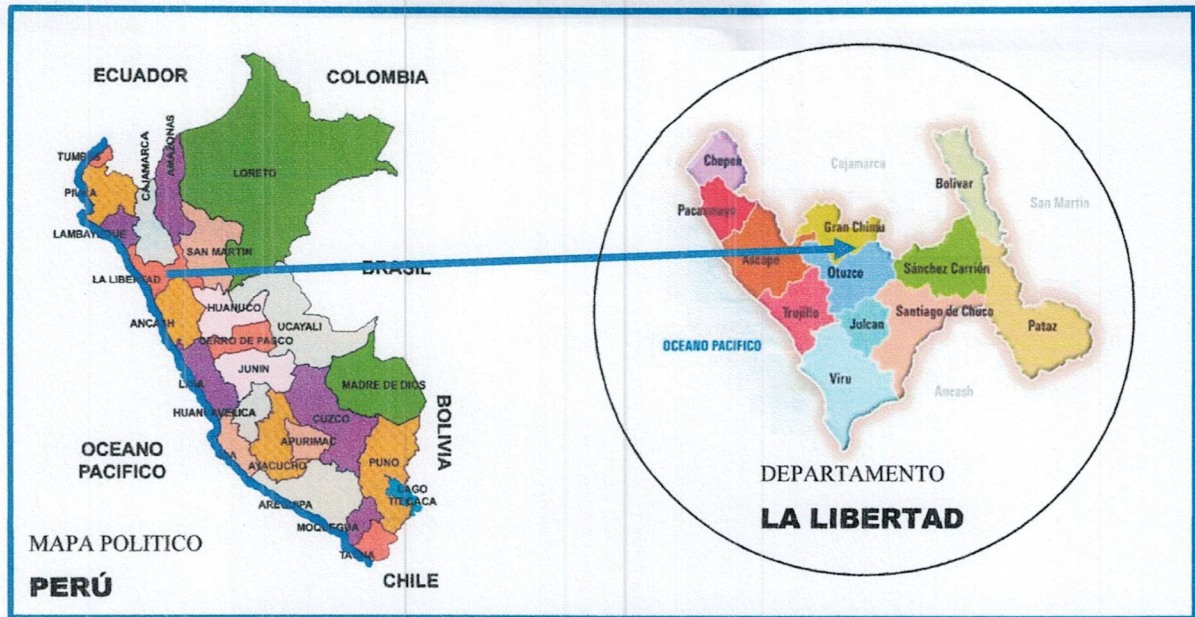 ECUADOR
COLOMBIA
TUMBES
PIURA
CAJAMARCA
AMAZONAS
LORETO
LAMBAYEQUE
SAN MARTIN
LA LIBERTAD
BRASIL
HUANUCO
ANCASH
UCAYALI
CERRO DE PASCO
JUNIN
LIMA
MADRE DE DIOS
HUANCAVELICA
CUZCO
BOLIVIA
OCEANO
PACIFICO
APURIMAC
AYACUCHO
PUNO
LAGO
TITICACA
AREQUIPA
MOQUEGUA
TACNA
CHILE
MAPA POLITICO
PERÚ
Chepen
Cajamarca
Bolivar
San Martin
Pacasmayo
Gran Chimu
Ascope
Otuzco
Sánchez Carrión
Trujillo
Julcan
Santiago de Chuco
Pataz
OCEANO PACIFICO
Viru
Ancash
DEPARTAMENTO
LA LIBERTAD